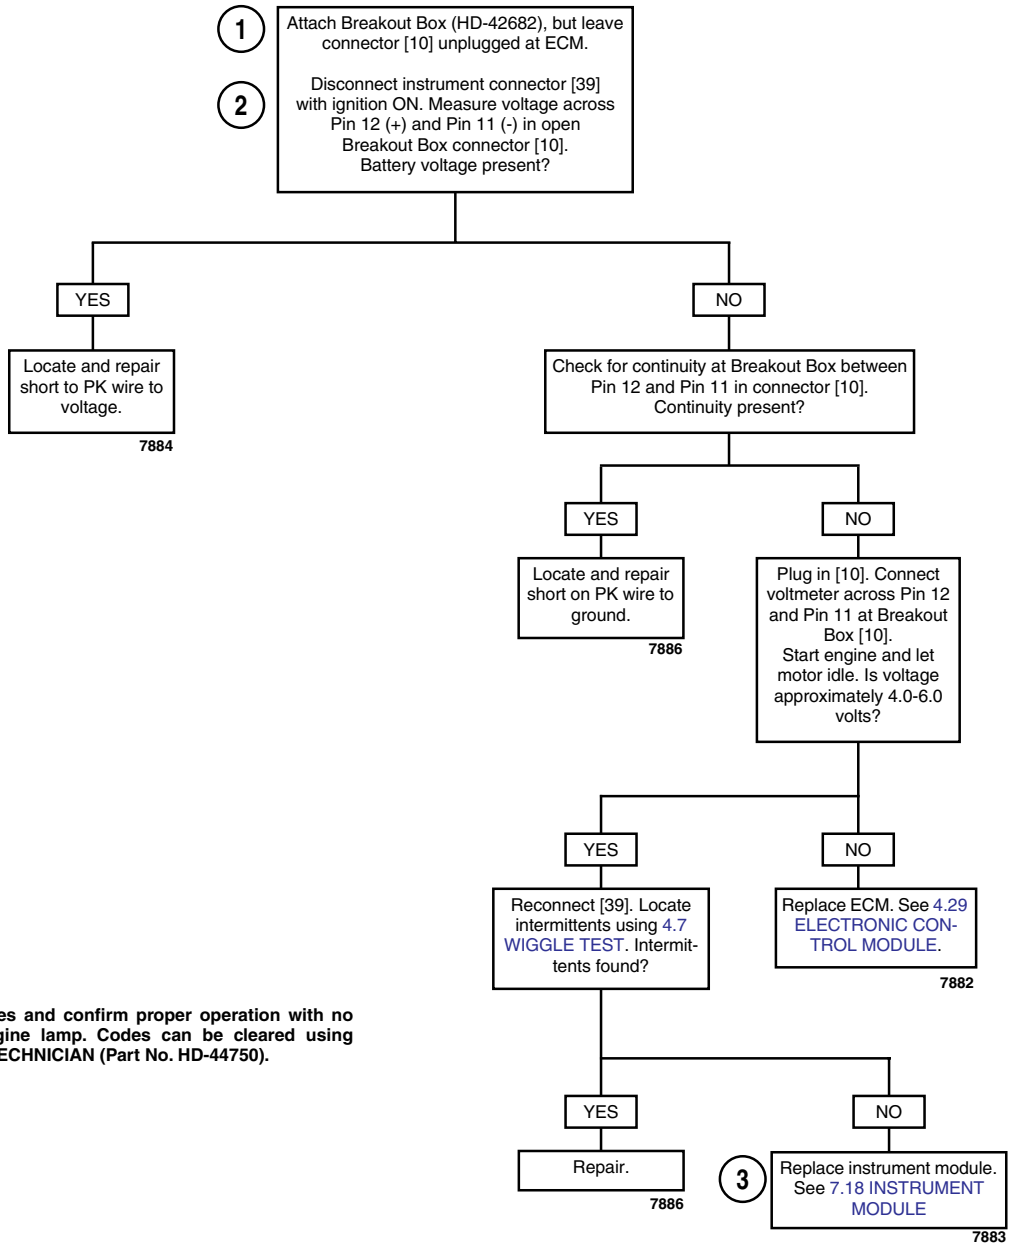 1
Attach Breakout Box (HD-42682), but leave
connector [10] unplugged at ECM.
2
Disconnect instrument connector [39]
with ignition ON. Measure voltage across
Pin 12 (+) and Pin 11 (-) in open
Breakout Box connector [10].
Battery voltage present?
YES
NO
Locate and repair
short to PK wire to
voltage.
7884
Check for continuity at Breakout Box between
Pin 12 and Pin 11 in connector [10].
Continuity present?
YES
NO
Locate and repair
short on PK wire to
ground.
7886
Plug in [10]. Connect
voltmeter across Pin 12
and Pin 11 at Breakout
Box [10].
Start engine and let
motor idle. Is voltage
approximately 4.0-6.0
volts?
YES
NO
Reconnect [39]. Locate
intermittents using 4.7
WIGGLE TEST. Intermit-
tents found?
Replace ECM. See 4.29
ELECTRONIC CON-
TROL MODULE.
7882
es and confirm proper operation with no
gine lamp. Codes can be cleared using
ECHNICIAN (Part No. HD-44750).
YES
NO
Repair.
7886
3
Replace instrument module.
See 7.18 INSTRUMENT
MODULE
7883